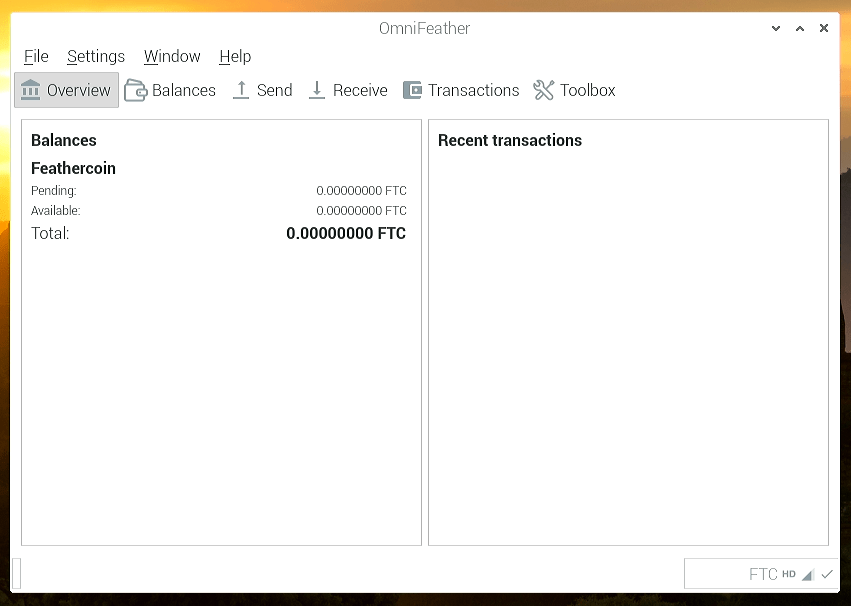 OmniFeather
File Settings Window Help
Overview Balances Send Receive Transactions Toolbox
Balances
Feathercoin
Pending: 0.00000000 FTC
Available: 0.00000000 FTC
Total: 0.00000000 FTC
Recent transactions
FTC HD